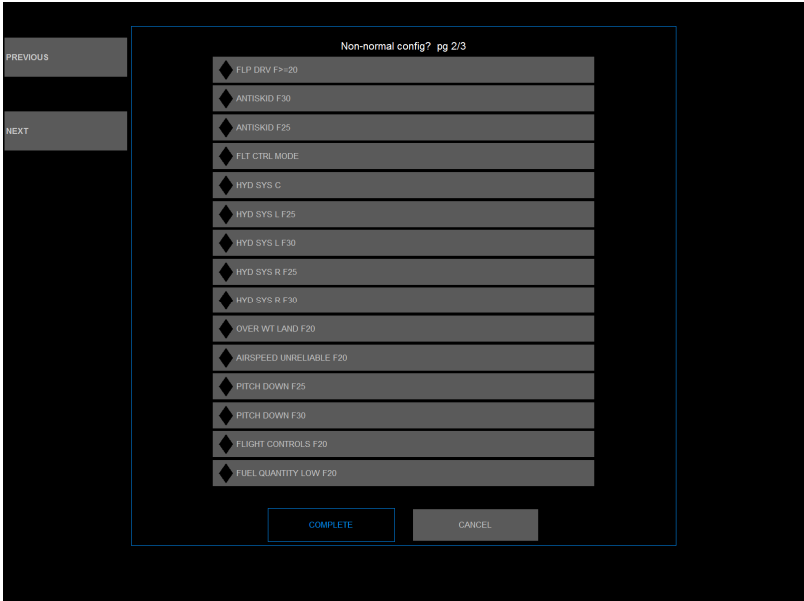 Non-normal config? pg 2/3
PREVIOUS
NEXT
FLP DRV F>=20
ANTISKID F30
ANTISKID F25
FLT CTRL MODE
HYD SYS C
HYD SYS L F25
HYD SYS L F30
HYD SYS R F25
HYD SYS R F30
OVER WT LAND F20
AIRSPEED UNRELIABLE F20
PITCH DOWN F25
PITCH DOWN F30
FLIGHT CONTROLS F20
FUEL QUANTITY LOW F20
COMPLETE
CANCEL